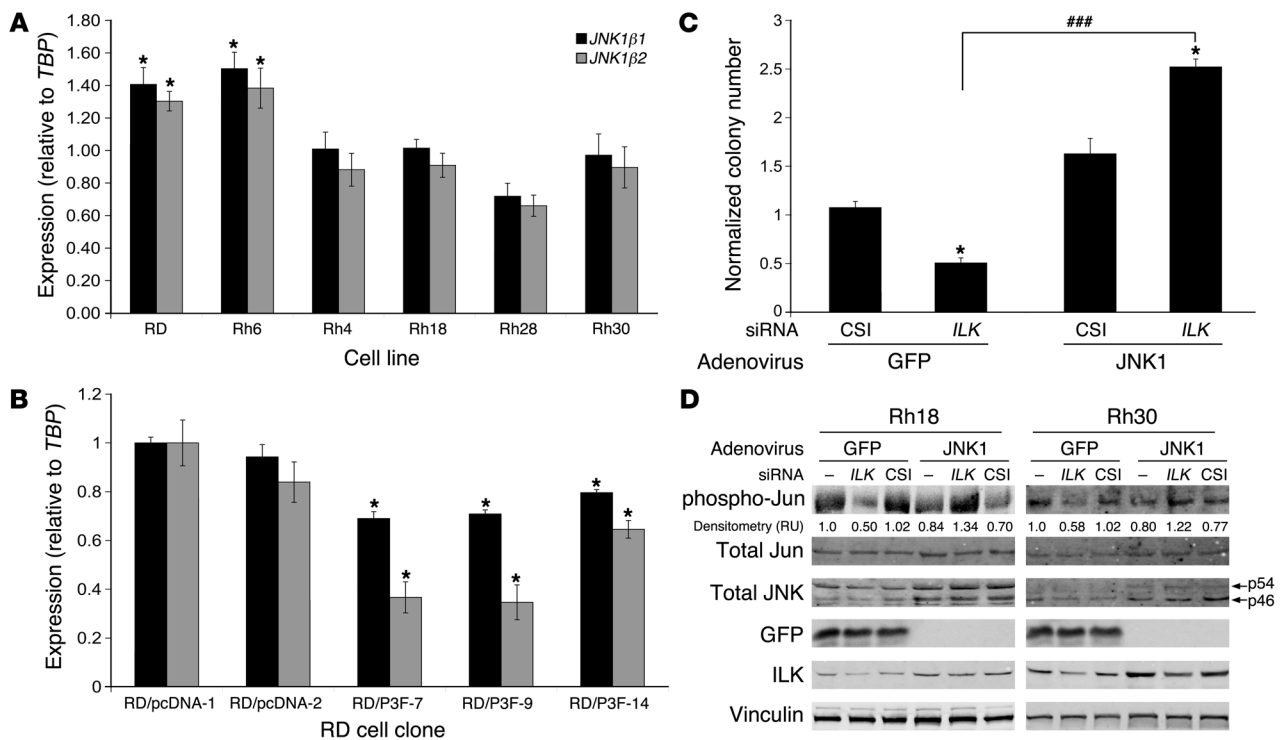 A
Expression (relative to TBP)
1.80
1.60
1.40
1.20
1.00
0.80
0.60
0.40
0.20
0.00
JNK1β1
JNK1β2
* * * *
RD Rh6 Rh4 Rh18 Rh28 Rh30
Cell line
B
Expression (relative to TBP)
1.2
1
0.8
0.6
0.4
0.2
0
* * * * * *
RD/pcDNA-1 RD/pcDNA-2 RD/P3F-7 RD/P3F-9 RD/P3F-14
RD cell clone
C
Normalized colony number
3
2.5
2
1.5
1
0.5
0
###
* *
siRNA CSI ILK CSI ILK
Adenovirus GFP JNK1
D
Rh18 Rh30
Adenovirus GFP JNK1 GFP JNK1
siRNA – ILK CSI – ILK CSI – ILK CSI – ILK CSI
phospho-Jun
Densitometry (RU) 1.0 0.50 1.02 0.84 1.34 0.70 1.0 0.58 1.02 0.80 1.22 0.77
Total Jun
Total JNK p54
p46
GFP
ILK
Vinculin